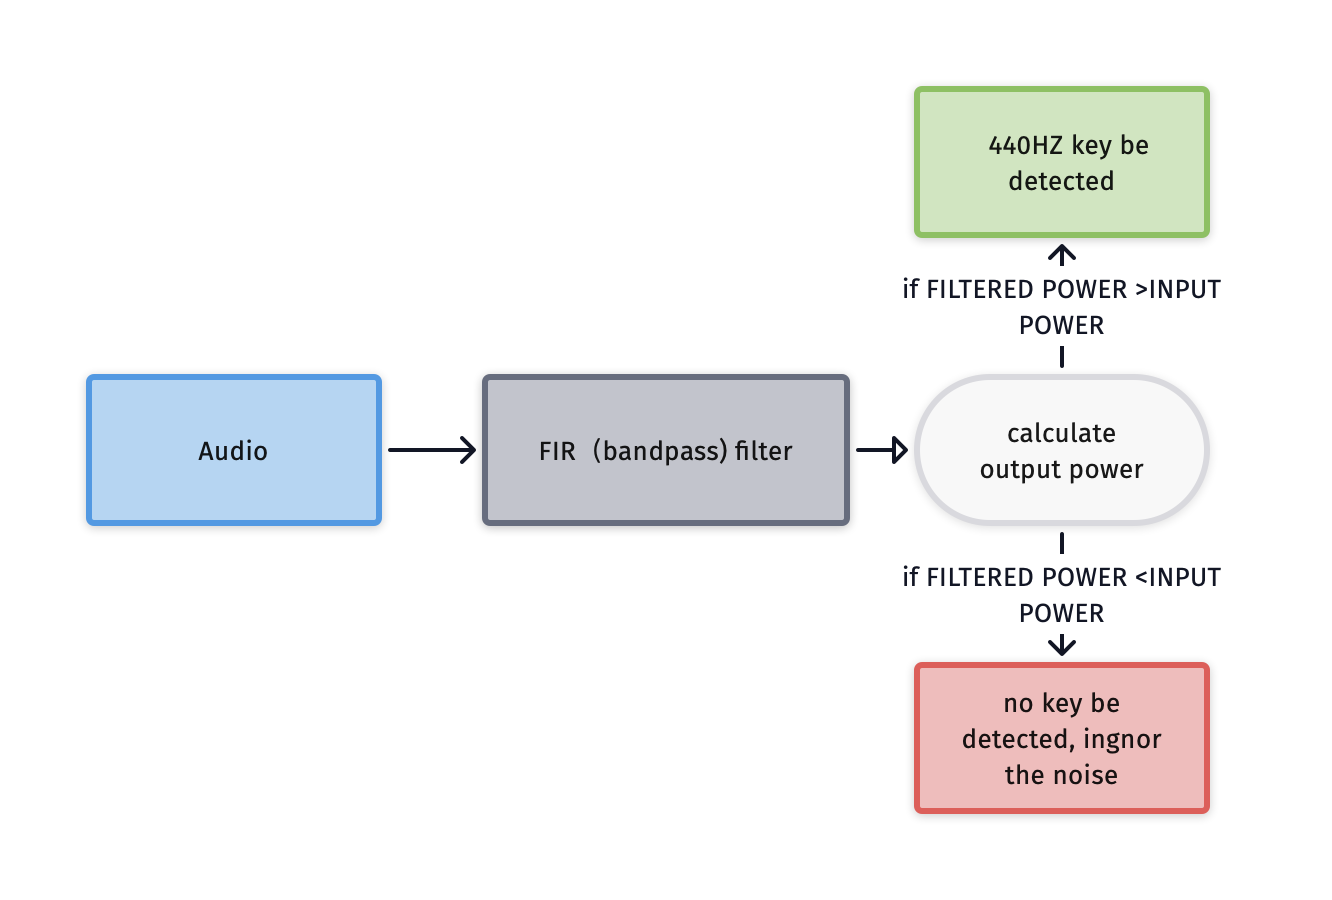 440HZ key be
detected
if FILTERED POWER >INPUT
POWER
Audio
FIR（bandpass) filter
calculate
output power
if FILTERED POWER <INPUT
POWER
no key be
detected, ingnor
the noise